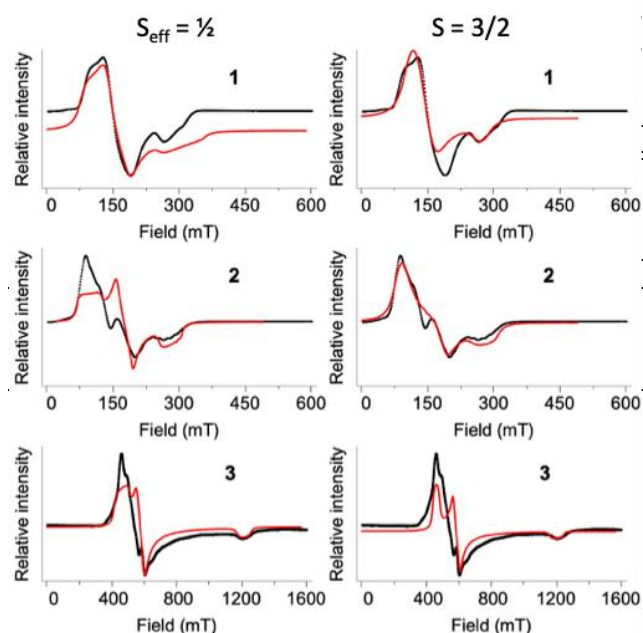 S_eff = ½
S = 3/2
Relative intensity
1
0 150 300 450 600
Field (mT)
Relative intensity
1
0 150 300 450 600
Field (mT)
Relative intensity
2
0 150 300 450 600
Field (mT)
Relative intensity
2
0 150 300 450 600
Field (mT)
Relative intensity
3
0 400 800 1200 1600
Field (mT)
Relative intensity
3
0 400 800 1200 1600
Field (mT)